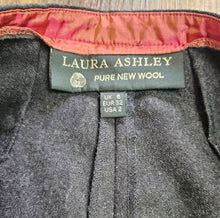 LAURA ASHLEY
PURE NEW WOOL
UK 6
EUR 32
USA 2